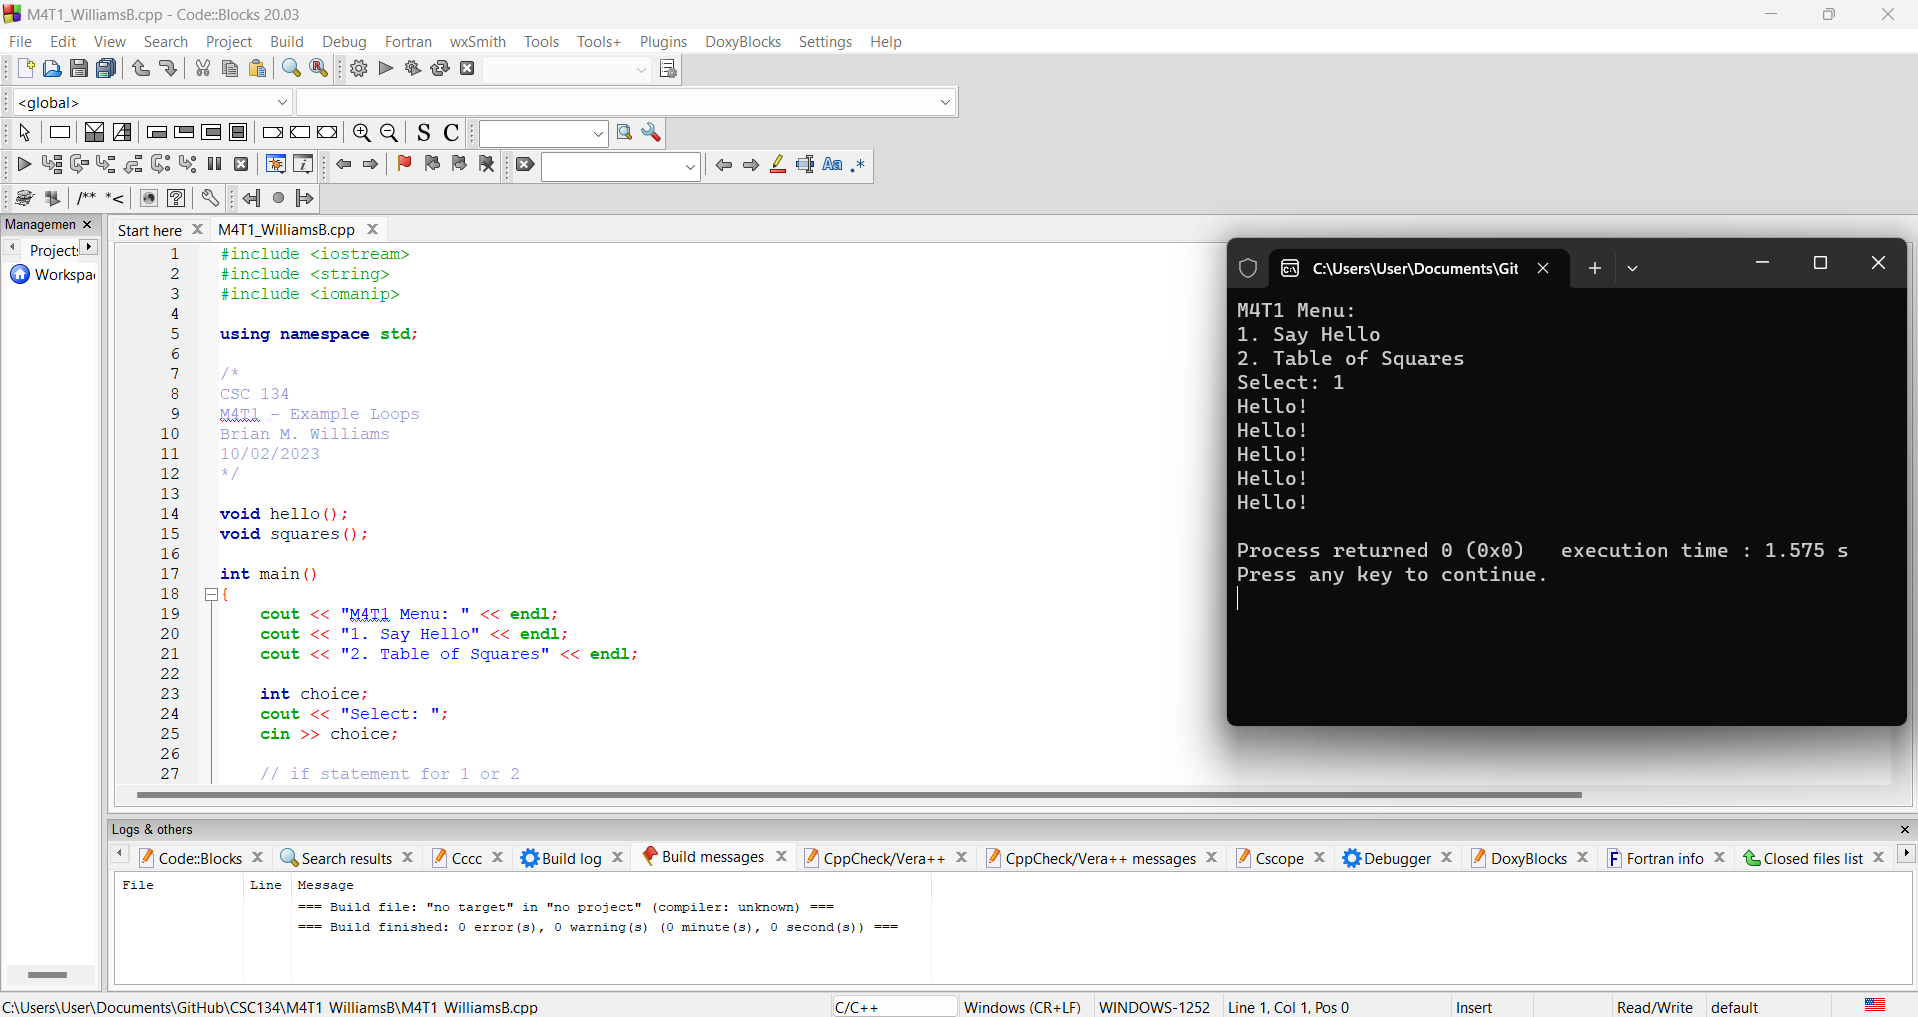 M4T1_WilliamsB.cpp - Code::Blocks 20.03
File Edit View Search Project Build Debug Fortran wxSmith Tools Tools+ Plugins DoxyBlocks Settings Help
<global>
S C
Aa .*
/** *<
Managemen
Projects
Workspa
Start here M4T1_WilliamsB.cpp
1 #include <iostream>
2 #include <string>
3 #include <iomanip>
4
5 using namespace std;
6
7 /*
8 CSC 134
9 M4T1 - Example Loops
10 Brian M. Williams
11 10/02/2023
12 */
13
14 void hello();
15 void squares();
16
17 int main()
18 {
19 cout << "M4T1 Menu: " << endl;
20 cout << "1. Say Hello" << endl;
21 cout << "2. Table of Squares" << endl;
22
23 int choice;
24 cout << "Select: ";
25 cin >> choice;
26
27 // if statement for 1 or 2
C:\Users\User\Documents\Git
M4T1 Menu:
1. Say Hello
2. Table of Squares
Select: 1
Hello!
Hello!
Hello!
Hello!
Hello!
Process returned 0 (0x0)   execution time : 1.575 s
Press any key to continue.
Logs & others
Code::Blocks Search results Cccc Build log Build messages CppCheck/Vera++ CppCheck/Vera++ messages Cscope Debugger DoxyBlocks Fortran info Closed files list
File Line Message
=== Build file: "no target" in "no project" (compiler: unknown) ===
=== Build finished: 0 error(s), 0 warning(s) (0 minute(s), 0 second(s)) ===
C:\Users\User\Documents\GitHub\CSC134\M4T1_WilliamsB\M4T1_WilliamsB.cpp C/C++ Windows (CR+LF) WINDOWS-1252 Line 1, Col 1, Pos 0 Insert Read/Write default